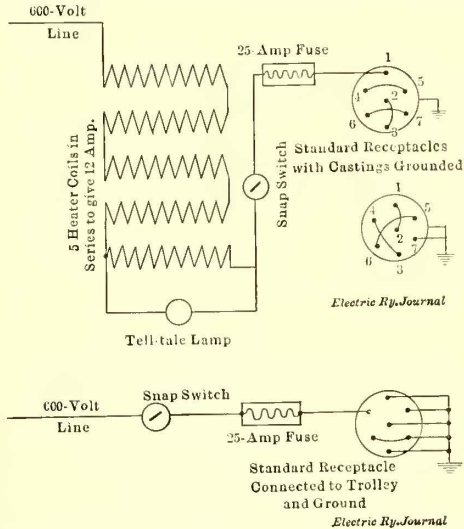 600-Volt
Line
25-Amp Fuse
5 Heater Coils in
Series to give 12 Amp.
Snap Switch
1
5
4
2
6
3
7
Standard Receptacles
with Castings Grounded
1
4
5
2
7
6
3
Electric Ry. Journal
Tell-tale Lamp
600-Volt
Line
Snap Switch
25-Amp Fuse
Standard Receptacle
Connected to Trolley
and Ground
Electric Ry. Journal